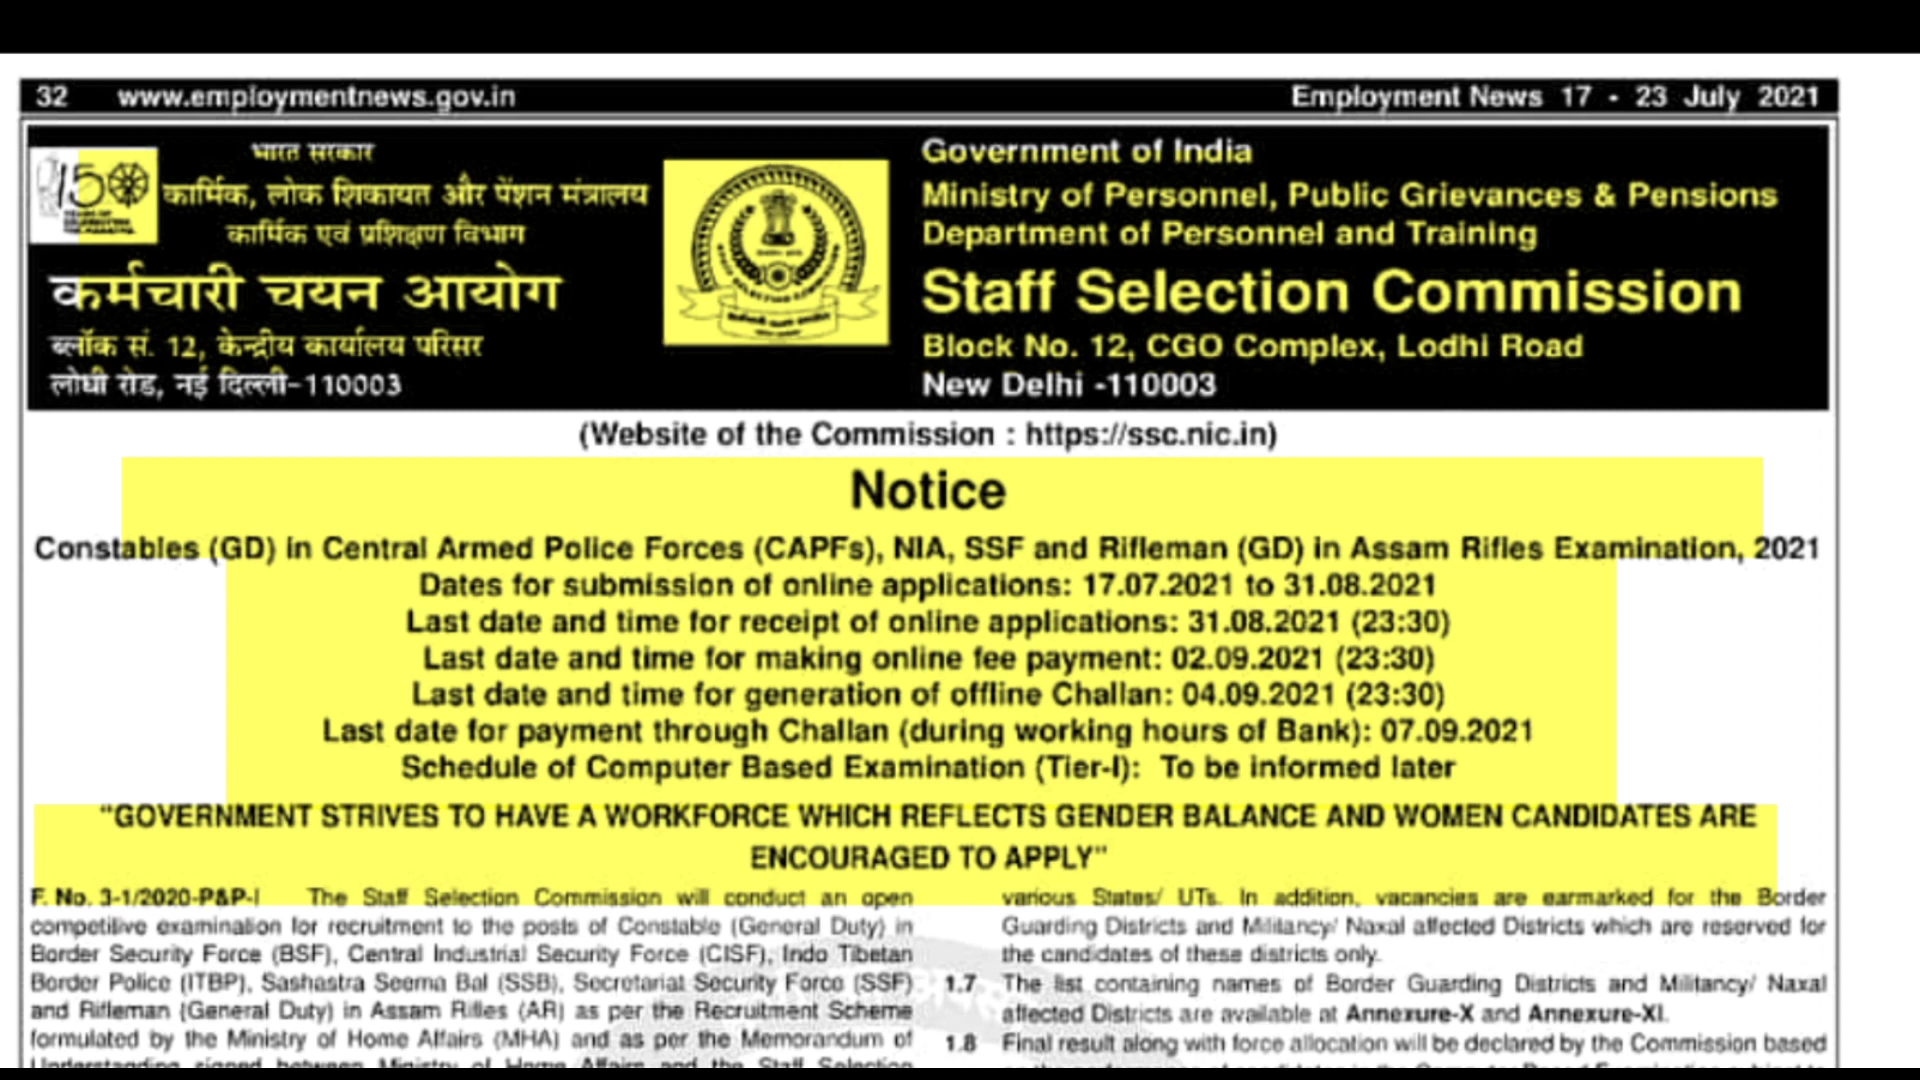 32 www.employmentnews.gov.in Employment News 17 - 23 July 2021
भारत सरकार
कार्मिक, लोक शिकायत और पेंशन मंत्रालय
कार्मिक एवं प्रशिक्षण विभाग
कर्मचारी चयन आयोग
ब्लॉक सं. 12, केन्द्रीय कार्यालय परिसर
लोधी रोड, नई दिल्ली-110003
Government of India
Ministry of Personnel, Public Grievances & Pensions
Department of Personnel and Training
Staff Selection Commission
Block No. 12, CGO Complex, Lodhi Road
New Delhi -110003
(Website of the Commission : https://ssc.nic.in)
Notice
Constables (GD) in Central Armed Police Forces (CAPFs), NIA, SSF and Rifleman (GD) in Assam Rifles Examination, 2021
Dates for submission of online applications: 17.07.2021 to 31.08.2021
Last date and time for receipt of online applications: 31.08.2021 (23:30)
Last date and time for making online fee payment: 02.09.2021 (23:30)
Last date and time for generation of offline Challan: 04.09.2021 (23:30)
Last date for payment through Challan (during working hours of Bank): 07.09.2021
Schedule of Computer Based Examination (Tier-I): To be informed later
"GOVERNMENT STRIVES TO HAVE A WORKFORCE WHICH REFLECTS GENDER BALANCE AND WOMEN CANDIDATES ARE
ENCOURAGED TO APPLY"
F. No. 3-1/2020-P&P-I The Staff Selection Commission will conduct an open
competitive examination for recruitment to the posts of Constable (General Duty) in
Border Security Force (BSF), Central Industrial Security Force (CISF), Indo Tibetan
Border Police (ITBP), Sashastra Seema Bal (SSB), Secretariat Security Force (SSF)
and Rifleman (General Duty) in Assam Rifles (AR) as per the Recruitment Scheme
formulated by the Ministry of Home Affairs (MHA) and as per the Memorandum of
Understanding signed between Ministry of Home Affairs and the Staff Selection
various States/ UTs. In addition, vacancies are earmarked for the Border
Guarding Districts and Militancy/ Naxal affected Districts which are reserved for
the candidates of these districts only.
1.7 The list containing names of Border Guarding Districts and Militancy/ Naxal
affected Districts are available at Annexure-X and Annexure-XI.
1.8 Final result along with force allocation will be declared by the Commission based